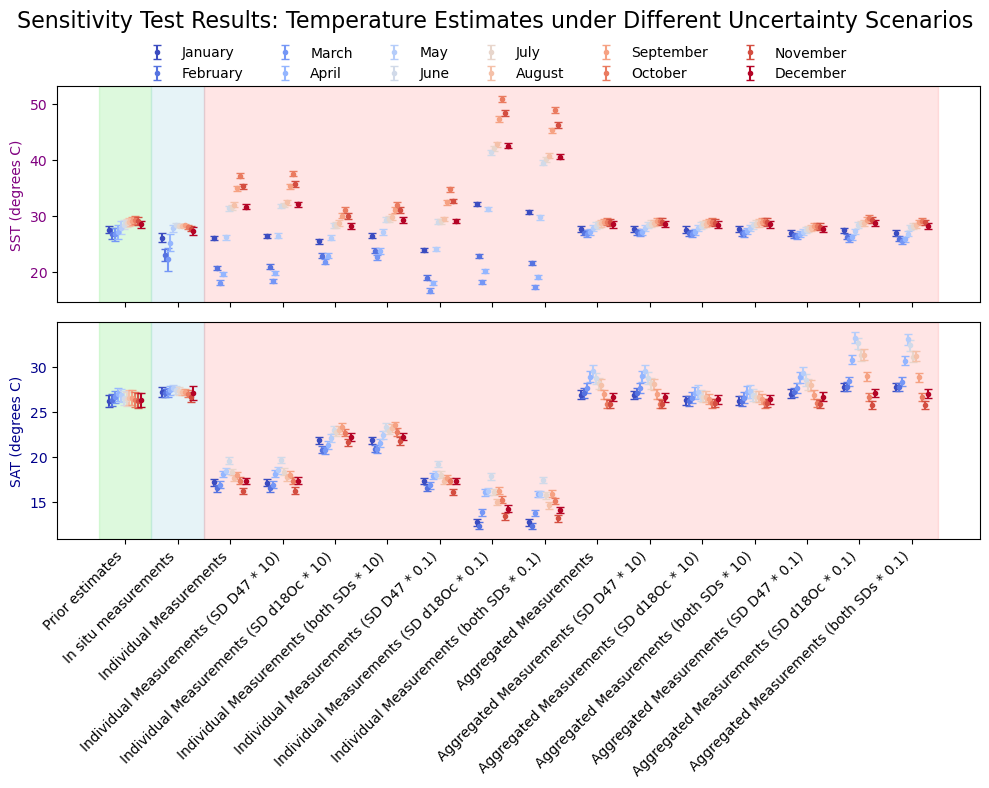 Sensitivity Test Results: Temperature Estimates under Different Uncertainty Scenarios
January March May July September November
February April June August October December
SST (degrees C)
50
40
30
20
SAT (degrees C)
30
25
20
15
Prior estimates
In situ measurements
Individual Measurements
Individual Measurements (SD D47 * 10)
Individual Measurements (SD d18Oc * 10)
Individual Measurements (both SDs * 10)
Individual Measurements (SD D47 * 0.1)
Individual Measurements (SD d18Oc * 0.1)
Individual Measurements (both SDs * 0.1)
Aggregated Measurements
Aggregated Measurements (SD D47 * 10)
Aggregated Measurements (SD d18Oc * 10)
Aggregated Measurements (both SDs * 10)
Aggregated Measurements (SD D47 * 0.1)
Aggregated Measurements (SD d18Oc * 0.1)
Aggregated Measurements (both SDs * 0.1)